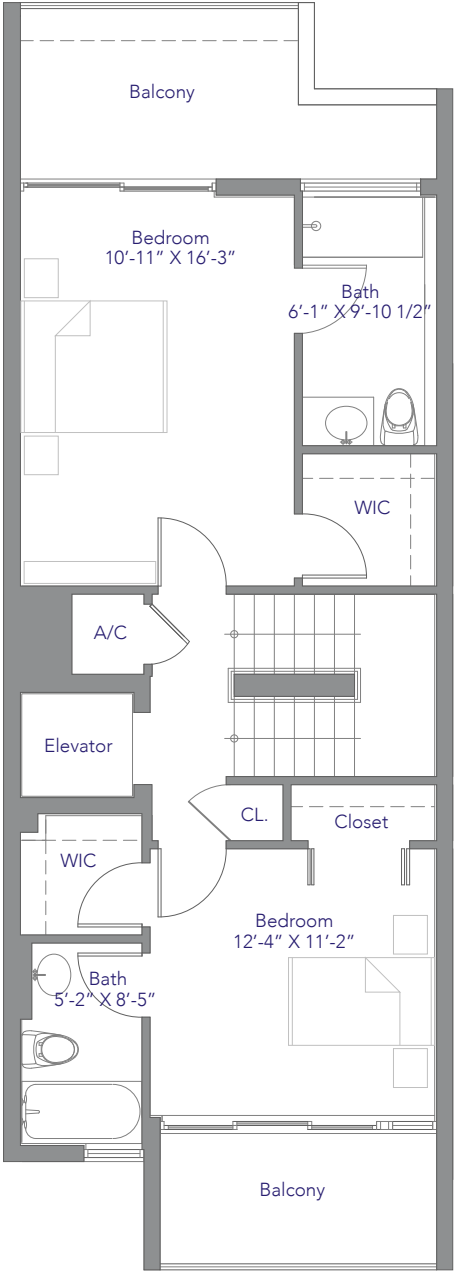 Balcony
Bedroom
10'-11" X 16'-3"
Bath
6'-1" X 9'-10 1/2"
WIC
A/C
Elevator
CL.
Closet
WIC
Bedroom
12'-4" X 11'-2"
Bath
5'-2" X 8'-5"
Balcony